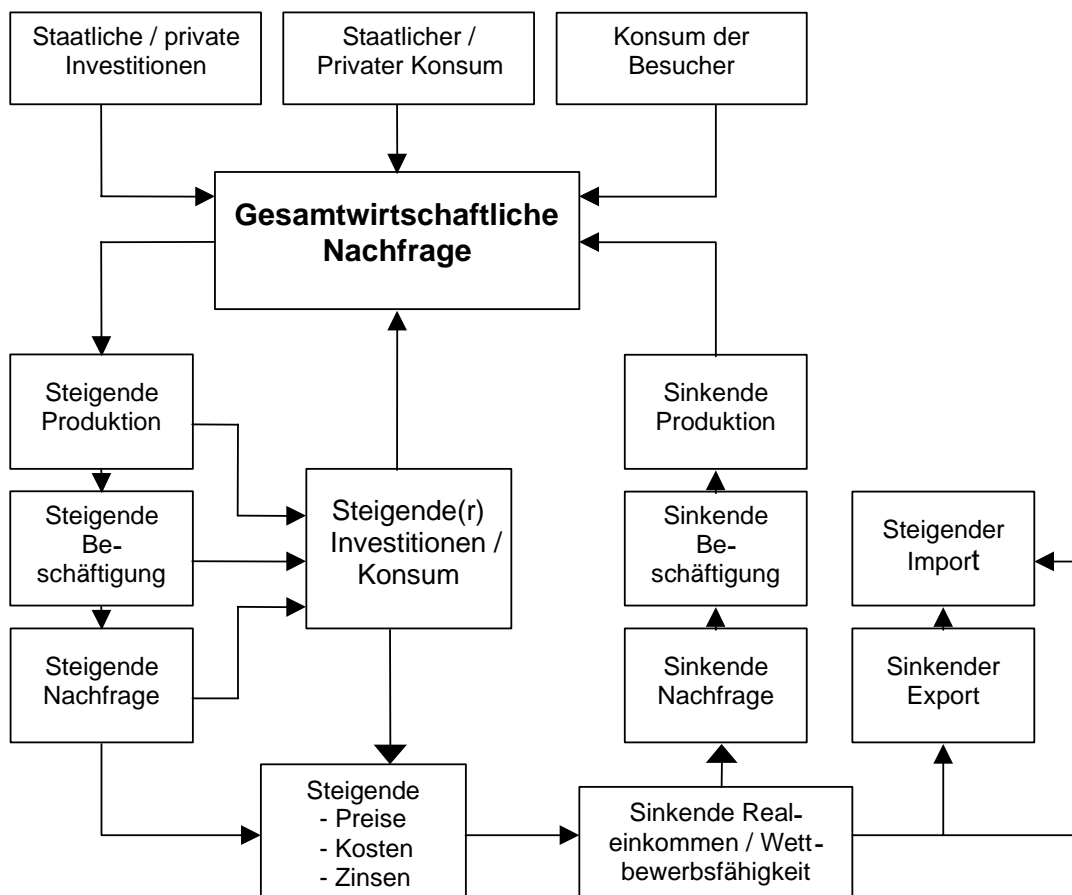 Staatliche / private
Investitionen
Staatlicher /
Privater Konsum
Konsum der
Besucher
Gesamtwirtschaftliche
Nachfrage
Steigende
Produktion
Steigende
Be-
schäftigung
Steigende
Nachfrage
Steigende(r)
Investitionen /
Konsum
Sinkende
Produktion
Sinkende
Be-
schäftigung
Sinkende
Nachfrage
Steigender
Import
Sinkender
Export
Steigende
- Preise
- Kosten
- Zinsen
Sinkende Real-
einkommen / Wett-
bewerbsfähigkeit